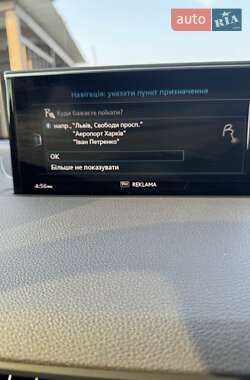 AUTO RIA
Навігація: указати пункт призначення
Куди бажаєте поїхати?
напр., "Львів, Свободи просп."
"Аеропорт Харків"
"Іван Петренко"
OK
Більше не показувати
4:56PM
REKLAMA